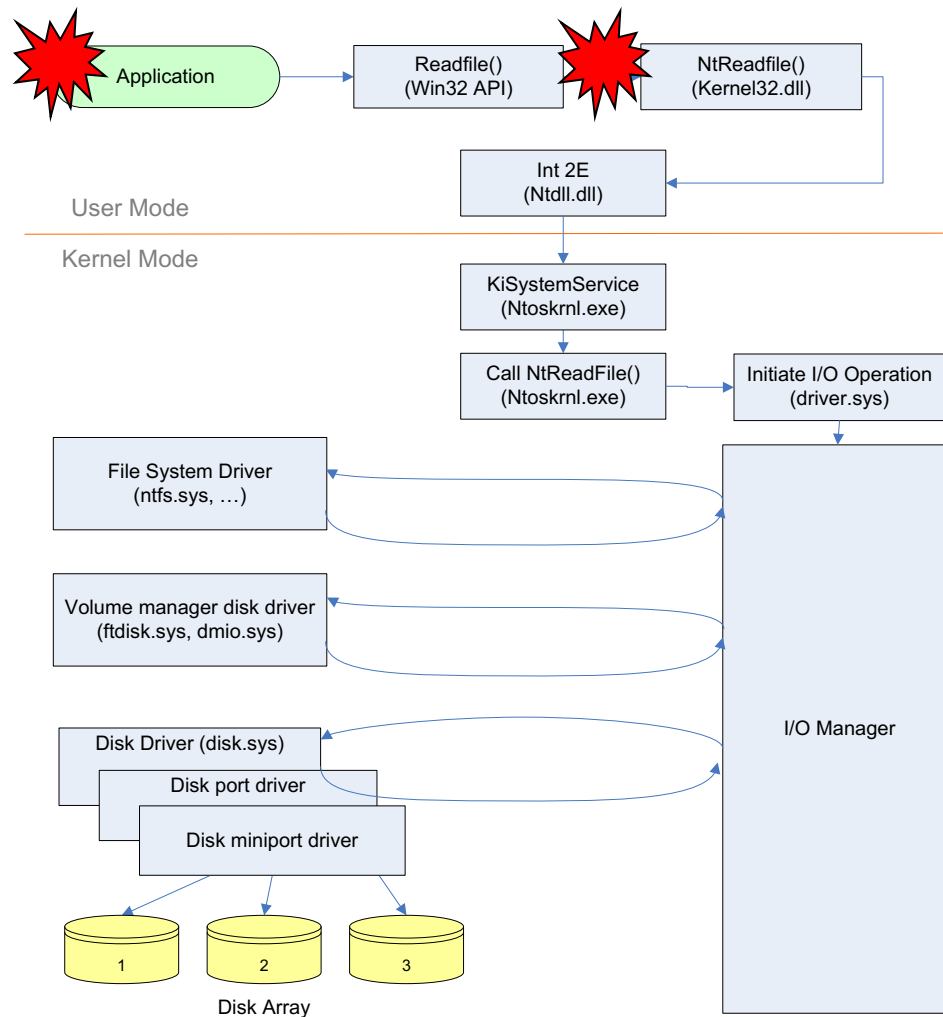 Application
Readfile()
(Win32 API)
NtReadfile()
(Kernel32.dll)
Int 2E
(Ntdll.dll)
User Mode
Kernel Mode
KiSystemService
(Ntoskrnl.exe)
Call NtReadFile()
(Ntoskrnl.exe)
Initiate I/O Operation
(driver.sys)
File System Driver
(ntfs.sys, …)
Volume manager disk driver
(ftdisk.sys, dmio.sys)
I/O Manager
Disk Driver (disk.sys)
Disk port driver
Disk miniport driver
1
2
3
Disk Array